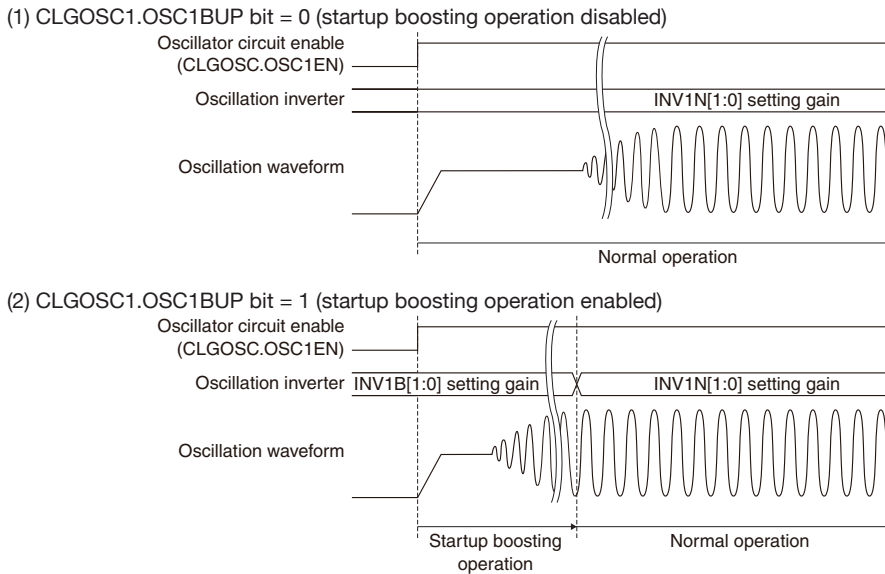 (1) CLGOSC1.OSC1BUP bit = 0 (startup boosting operation disabled)
Oscillator circuit enable
(CLGOSC.OSC1EN)
Oscillation inverter
INV1N[1:0] setting gain
Oscillation waveform
Normal operation
(2) CLGOSC1.OSC1BUP bit = 1 (startup boosting operation enabled)
Oscillator circuit enable
(CLGOSC.OSC1EN)
Oscillation inverter
INV1B[1:0] setting gain
INV1N[1:0] setting gain
Oscillation waveform
Startup boosting
operation
Normal operation